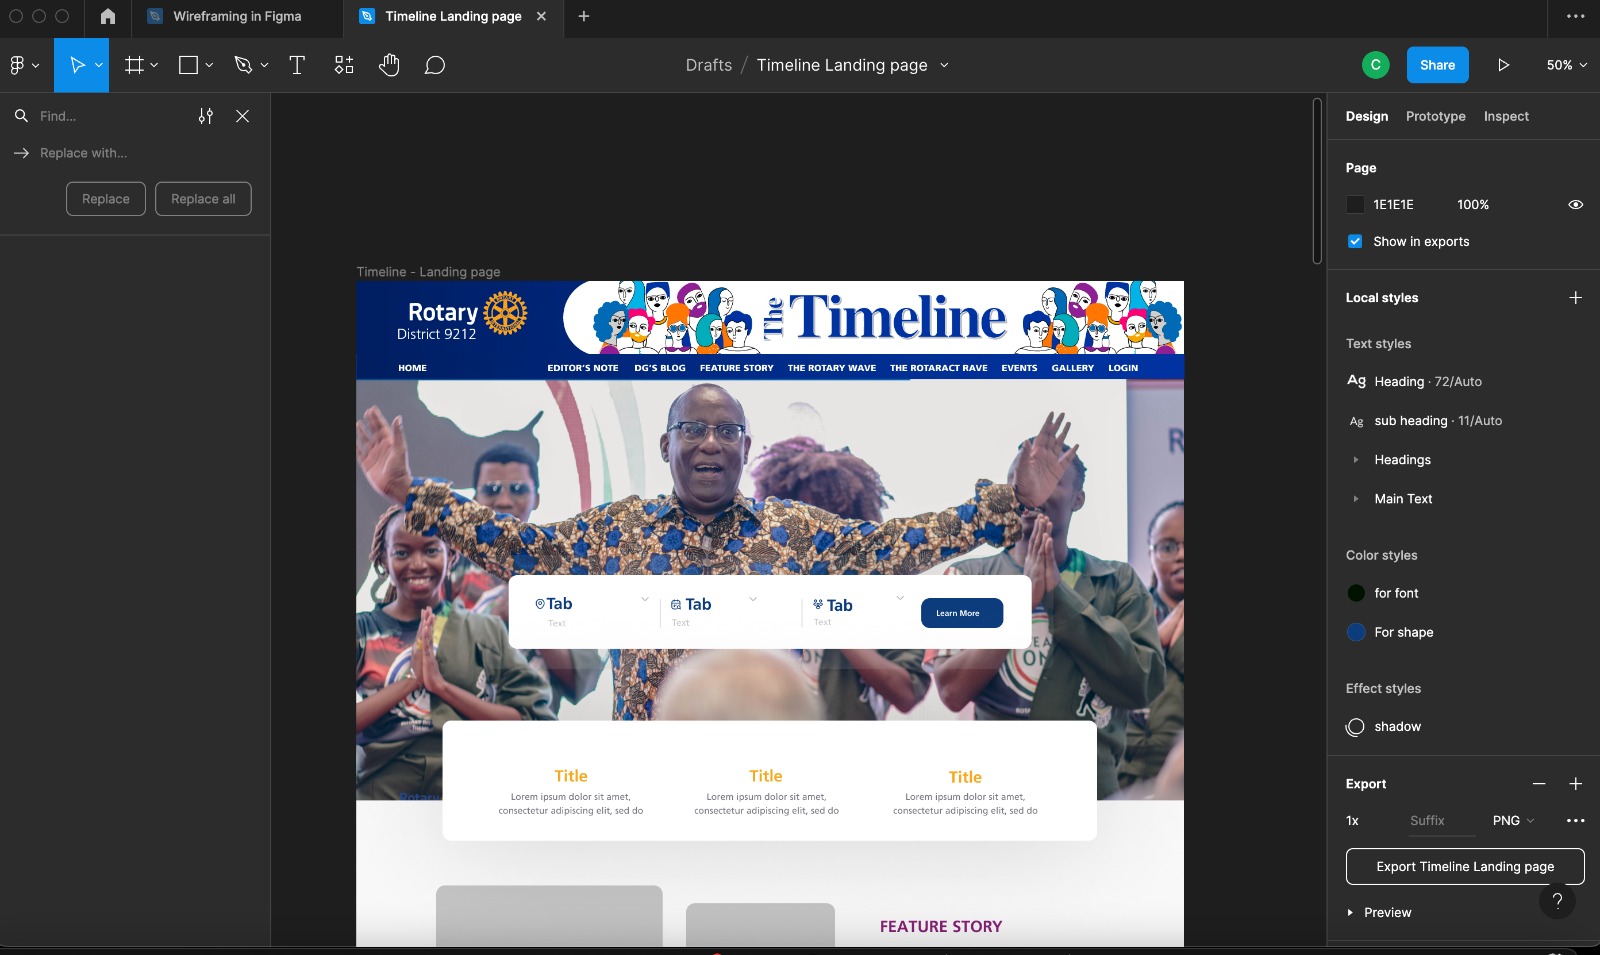 Wireframing in Figma
Timeline Landing page
Drafts / Timeline Landing page
C
Share
50%
Find...
Replace with...
Replace
Replace all
Timeline - Landing page
Rotary
District 9212
The Timeline
HOME
EDITOR'S NOTE
DG'S BLOG
FEATURE STORY
THE ROTARY WAVE
THE ROTARACT RAVE
EVENTS
GALLERY
LOGIN
Tab
Text
Tab
Text
Tab
Text
Learn More
Title
Lorem ipsum dolor sit amet,
consectetur adipiscing elit, sed do
Title
Lorem ipsum dolor sit amet,
consectetur adipiscing elit, sed do
Title
Lorem ipsum dolor sit amet,
consectetur adipiscing elit, sed do
Rotary
FEATURE STORY
Design
Prototype
Inspect
Page
1E1E1E
100%
Show in exports
Local styles
Text styles
Ag Heading · 72/Auto
Ag sub heading · 11/Auto
Headings
Main Text
Color styles
for font
For shape
Effect styles
shadow
Export
1x
Suffix
PNG
Export Timeline Landing page
?
Preview